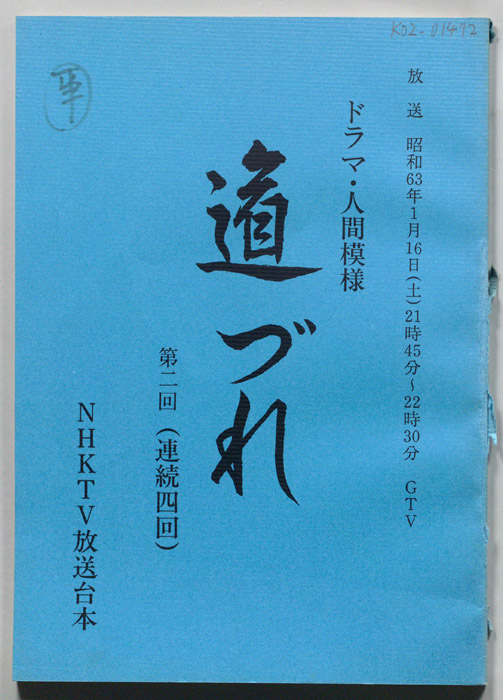 K02-01472
放送 昭和63年1月16日(土)21時45分~22時30分 GTV
ドラマ・人間模様
道づれ
第二回(連続四回)
NHKTV放送台本